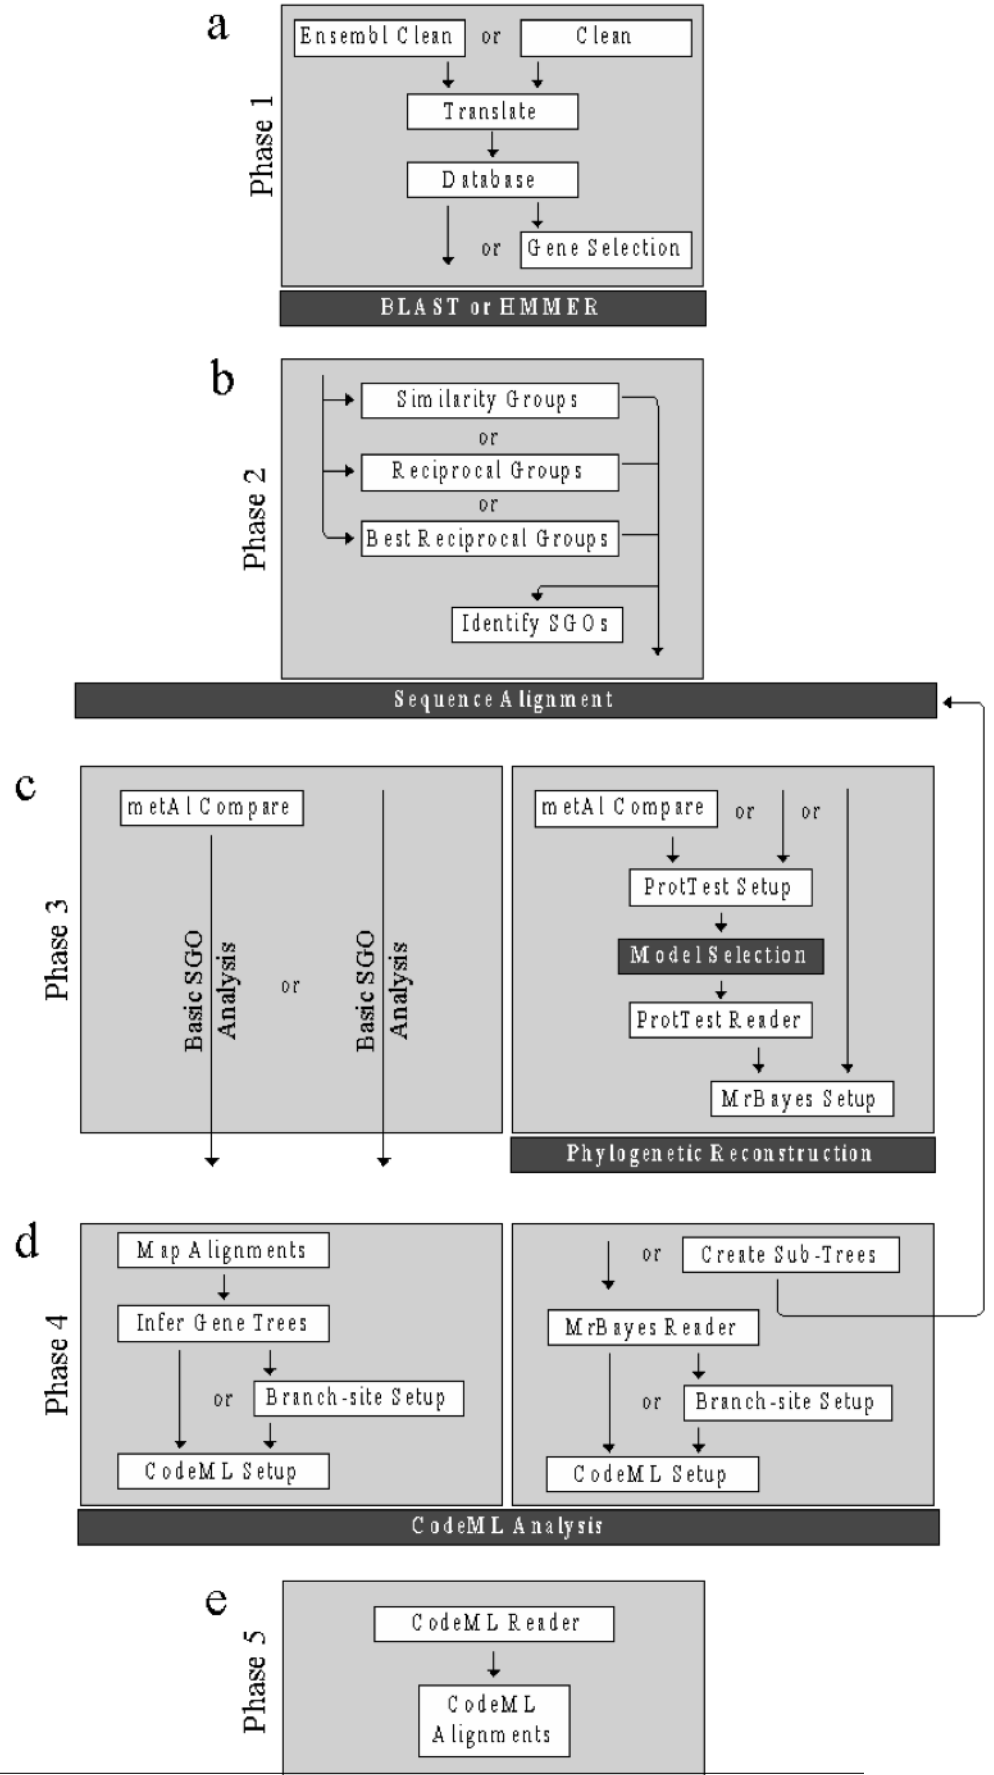 a
Phase 1
Ensembl Clean or Clean
Translate
Database
or Gene Selection
BLAST or HMMER
b
Phase 2
Similarity Groups
or
Reciprocal Groups
or
Best Reciprocal Groups
Identify SGOs
Sequence Alignment
c
Phase 3
metAl Compare
Basic SGO
Analysis
or
Basic SGO
Analysis
metAl Compare or or
ProtTest Setup
Model Selection
ProtTest Reader
MrBayes Setup
Phylogenetic Reconstruction
d
Phase 4
Map Alignments
Infer Gene Trees
or Branch-site Setup
CodeML Setup
or Create Sub-Trees
MrBayes Reader
or Branch-site Setup
CodeML Setup
CodeML Analysis
e
Phase 5
CodeML Reader
CodeML
Alignments